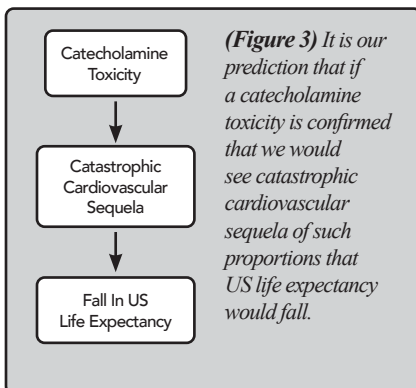 Catecholamine
Toxicity
Catastrophic
Cardiovascular
Sequela
Fall In US
Life Expectancy
(Figure 3) It is our
prediction that if
a catecholamine
toxicity is confirmed
that we would
see catastrophic
cardiovascular
sequela of such
proportions that
US life expectancy
would fall.